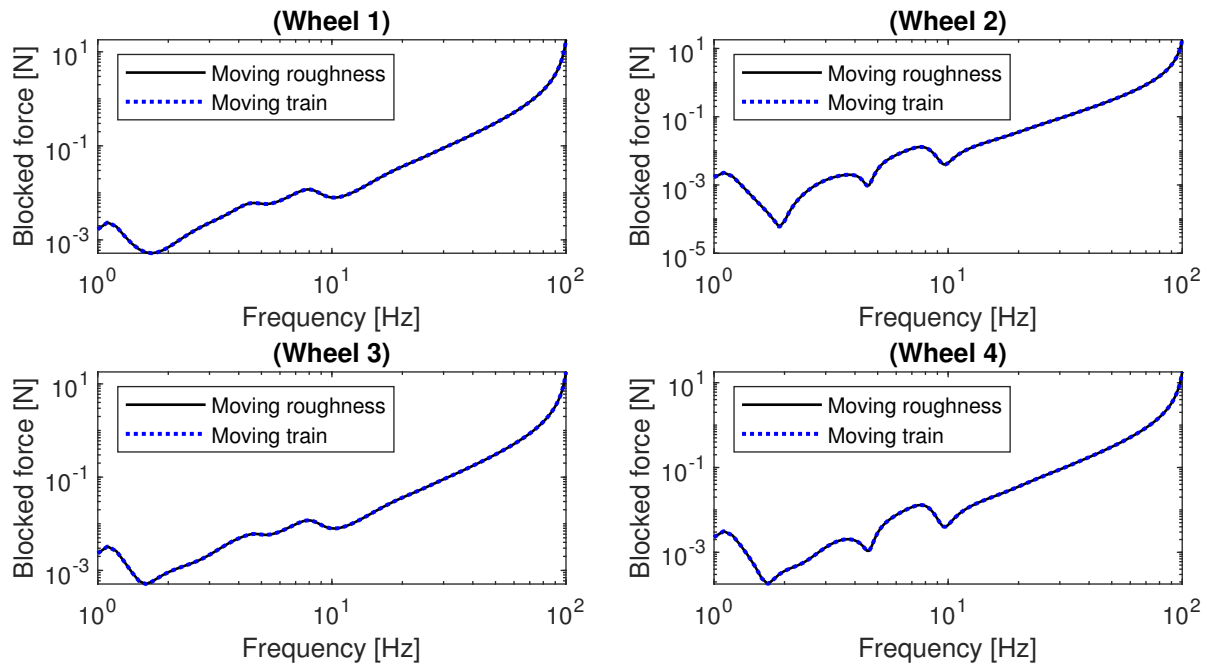 (Wheel 1)
Blocked force [N]
10^1
10^-1
10^-3
Moving roughness
Moving train
10^0
10^1
10^2
Frequency [Hz]
(Wheel 2)
Blocked force [N]
10^1
10^-1
10^-3
10^-5
Moving roughness
Moving train
10^0
10^1
10^2
Frequency [Hz]
(Wheel 3)
Blocked force [N]
10^1
10^-1
10^-3
Moving roughness
Moving train
10^0
10^1
10^2
Frequency [Hz]
(Wheel 4)
Blocked force [N]
10^1
10^-1
10^-3
Moving roughness
Moving train
10^0
10^1
10^2
Frequency [Hz]